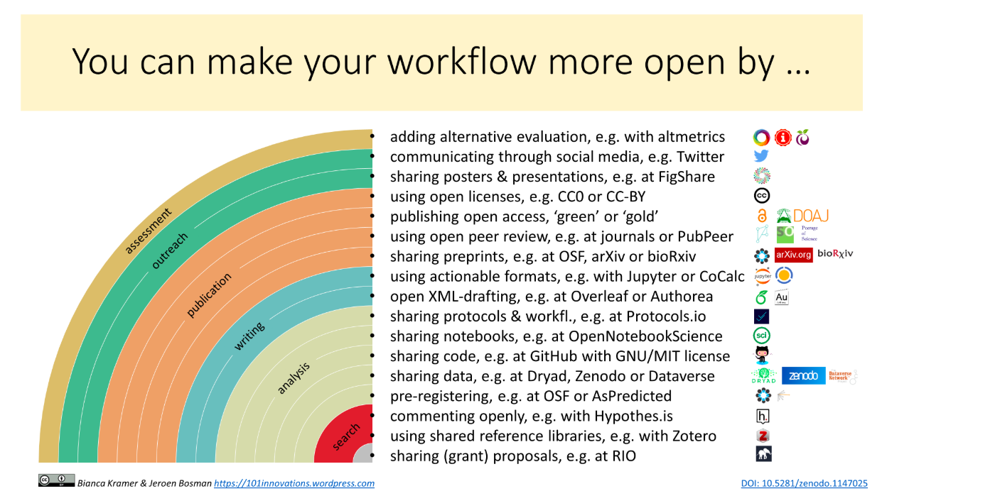 You can make your workflow more open by ...
• adding alternative evaluation, e.g. with altmetrics
• communicating through social media, e.g. Twitter
• sharing posters & presentations, e.g. at FigShare
• using open licenses, e.g. CC0 or CC-BY
• publishing open access, ‘green’ or ‘gold’
• using open peer review, e.g. at journals or PubPeer
• sharing preprints, e.g. at OSF, arXiv or bioRxiv
• using actionable formats, e.g. with Jupyter or CoCalc
• open XML-drafting, e.g. at Overleaf or Authorea
• sharing protocols & workfl., e.g. at Protocols.io
• sharing notebooks, e.g. at OpenNotebookScience
• sharing code, e.g. at GitHub with GNU/MIT license
• sharing data, e.g. at Dryad, Zenodo or Dataverse
• pre-registering, e.g. at OSF or AsPredicted
• commenting openly, e.g. with Hypothes.is
• using shared reference libraries, e.g. with Zotero
• sharing (grant) proposals, e.g. at RIO
assessment
outreach
publication
writing
analysis
search
cc
DOAJ
SO
Peerage
of
Science
arXiv.org
bioRχiv
jupyter
Au
sci
DRYAD
zenodo
Dataverse
Network
h.
Z
cc
BY
Bianca Kramer & Jeroen Bosman https://101innovations.wordpress.com
DOI: 10.5281/zenodo.1147025